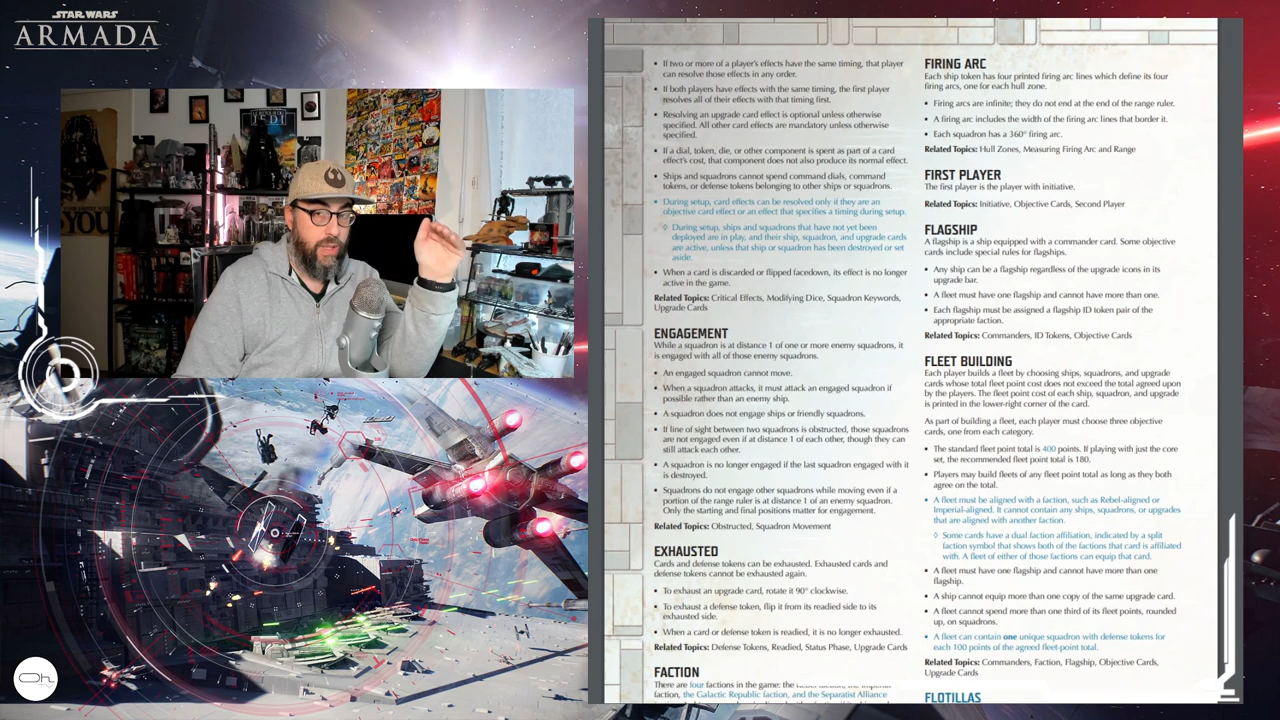 STAR WARS
ARMADA
YOU
JEDI
Oh
• If two or more of a player's effects have the same timing, that player
can resolve those effects in any order.
• If both players have effects with the same timing, the first player
resolves all of their effects with that timing first.
• Resolving an upgrade card effect is optional unless otherwise
specified. All other card effects are mandatory unless otherwise
specified.
• If a dial, token, die, or other component is spent as part of a card
effect's cost, that component does not also produce its normal effect.
• Ships and squadrons cannot spend command dials, command
tokens, or defense tokens belonging to other ships or squadrons.
• During setup, card effects can be resolved only if they are an
objective card effect or an effect that specifies a timing during setup.
◊ During setup, ships and squadrons that have not yet been
deployed are in play, and their ship, squadron, and upgrade cards
are active, unless that ship or squadron has been destroyed or set
aside.
• When a card is discarded or flipped facedown, its effect is no longer
active in the game.
Related Topics: Critical Effects, Modifying Dice, Squadron Keywords,
Upgrade Cards
ENGAGEMENT
While a squadron is at distance 1 of one or more enemy squadrons, it
is engaged with all of those enemy squadrons.
• An engaged squadron cannot move.
• When a squadron attacks, it must attack an engaged squadron if
possible rather than an enemy ship.
• A squadron does not engage ships or friendly squadrons.
• If line of sight between two squadrons is obstructed, those squadrons
are not engaged even if at distance 1 of each other, though they can
still attack each other.
• A squadron is no longer engaged if the last squadron engaged with it
is destroyed.
• Squadrons do not engage other squadrons while moving even if a
portion of the range ruler is at distance 1 of an enemy squadron.
Only the starting and final positions matter for engagement.
Related Topics: Obstructed, Squadron Movement
EXHAUSTED
Cards and defense tokens can be exhausted. Exhausted cards and
defense tokens cannot be exhausted again.
• To exhaust an upgrade card, rotate it 90° clockwise.
• To exhaust a defense token, flip it from its readied side to its
exhausted side.
• When a card or defense token is readied, it is no longer exhausted.
Related Topics: Defense Tokens, Readied, Status Phase, Upgrade Cards
FACTION
There are four factions in the game: the
faction, the Galactic Republic faction, and the Separatist Alliance
FIRING ARC
Each ship token has four printed firing arc lines which define its four
firing arcs, one for each hull zone.
• Firing arcs are infinite; they do not end at the end of the range ruler.
• A firing arc includes the width of the firing arc lines that border it.
• Each squadron has a 360° firing arc.
Related Topics: Hull Zones, Measuring Firing Arc and Range
FIRST PLAYER
The first player is the player with initiative.
Related Topics: Initiative, Objective Cards, Second Player
FLAGSHIP
A flagship is a ship equipped with a commander card. Some objective
cards include special rules for flagships.
• Any ship can be a flagship regardless of the upgrade icons in its
upgrade bar.
• A fleet must have one flagship and cannot have more than one.
• Each flagship must be assigned a flagship ID token pair of the
appropriate faction.
Related Topics: Commanders, ID Tokens, Objective Cards
FLEET BUILDING
Each player builds a fleet by choosing ships, squadrons, and upgrade
cards whose total fleet point cost does not exceed the total agreed upon
by the players. The fleet point cost of each ship, squadron, and upgrade
is printed in the lower-right corner of the card.
As part of building a fleet, each player must choose three objective
cards, one from each category.
• The standard fleet point total is 400 points. If playing with just the core
set, the recommended fleet point total is 180.
• Players may build fleets of any fleet point total as long as they both
agree on the total.
• A fleet must be aligned with a faction, such as Rebel-aligned or
Imperial-aligned. It cannot contain any ships, squadrons, or upgrades
that are aligned with another faction.
◊ Some cards have a dual faction affiliation, indicated by a split
faction symbol that shows both of the factions that card is affiliated
with. A fleet of either of those factions can equip that card.
• A fleet must have one flagship and cannot have more than one
flagship.
• A ship cannot equip more than one copy of the same upgrade card.
• A fleet cannot spend more than one third of its fleet points, rounded
up, on squadrons.
• A fleet can contain one unique squadron with defense tokens for
each 100 points of the agreed fleet-point total.
Related Topics: Commanders, Faction, Flagship, Objective Cards,
Upgrade Cards
FLOTILLAS